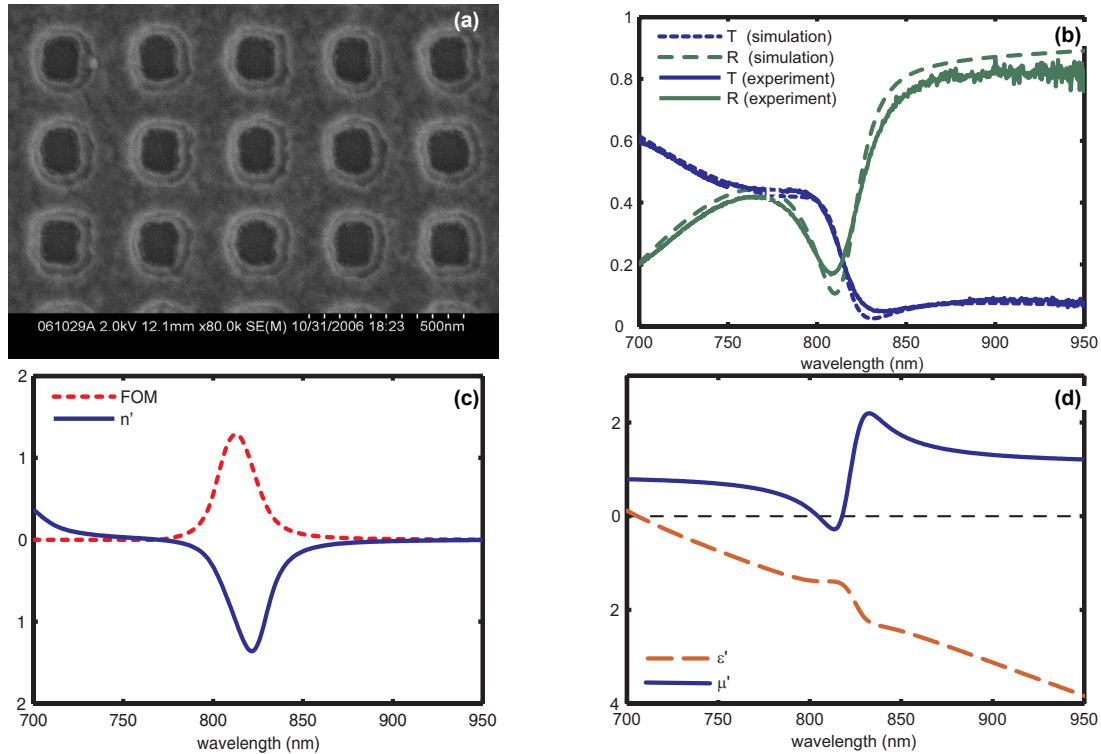 (a)
061029A 2.0kV 12.1mm x80.0k SE(M) 10/31/2006 18:23 500nm
(b)
T (simulation)
R (simulation)
T (experiment)
R (experiment)
1
0.8
0.6
0.4
0.2
0
700 750 800 850 900 950
wavelength (nm)
(c)
FOM
n'
2
1
0
1
2
700 750 800 850 900 950
wavelength (nm)
(d)
2
0
2
4
ε'
μ'
700 750 800 850 900 950
wavelength (nm)